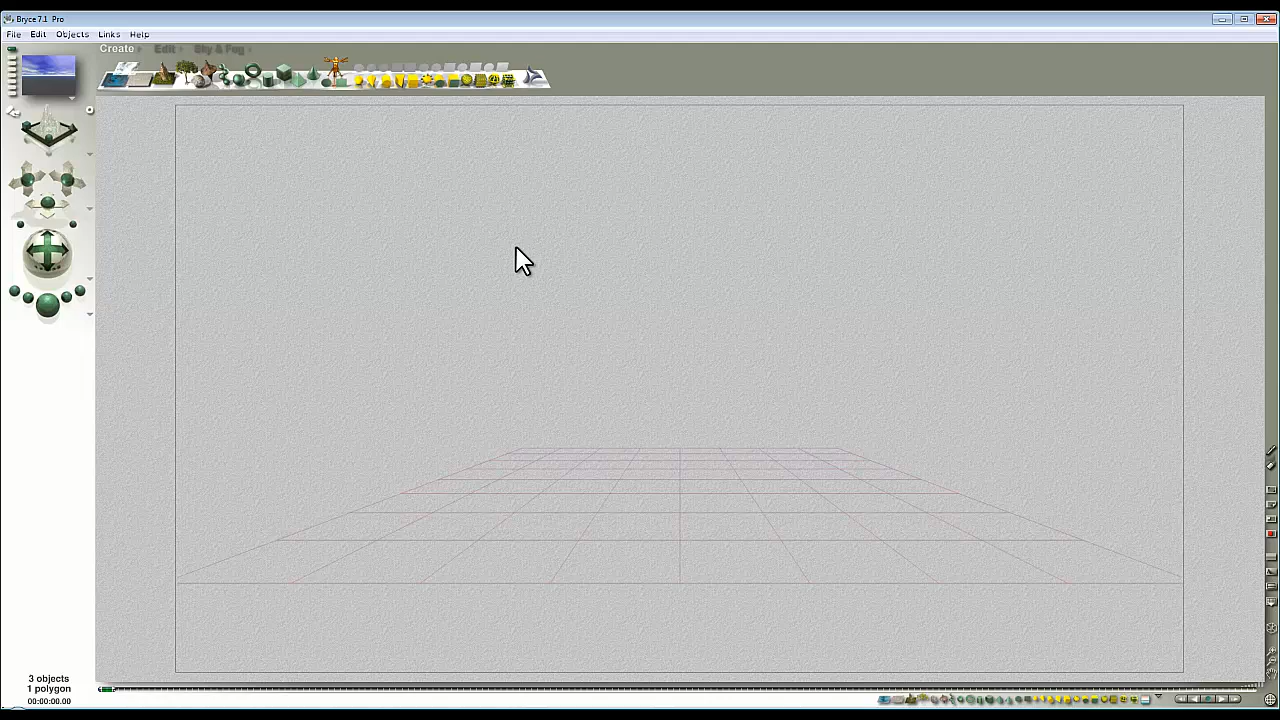 Bryce 7.1 Pro
File Edit Objects Links Help
Create Edit Sky & Fog
3 objects
1 polygon
00:00:00.00